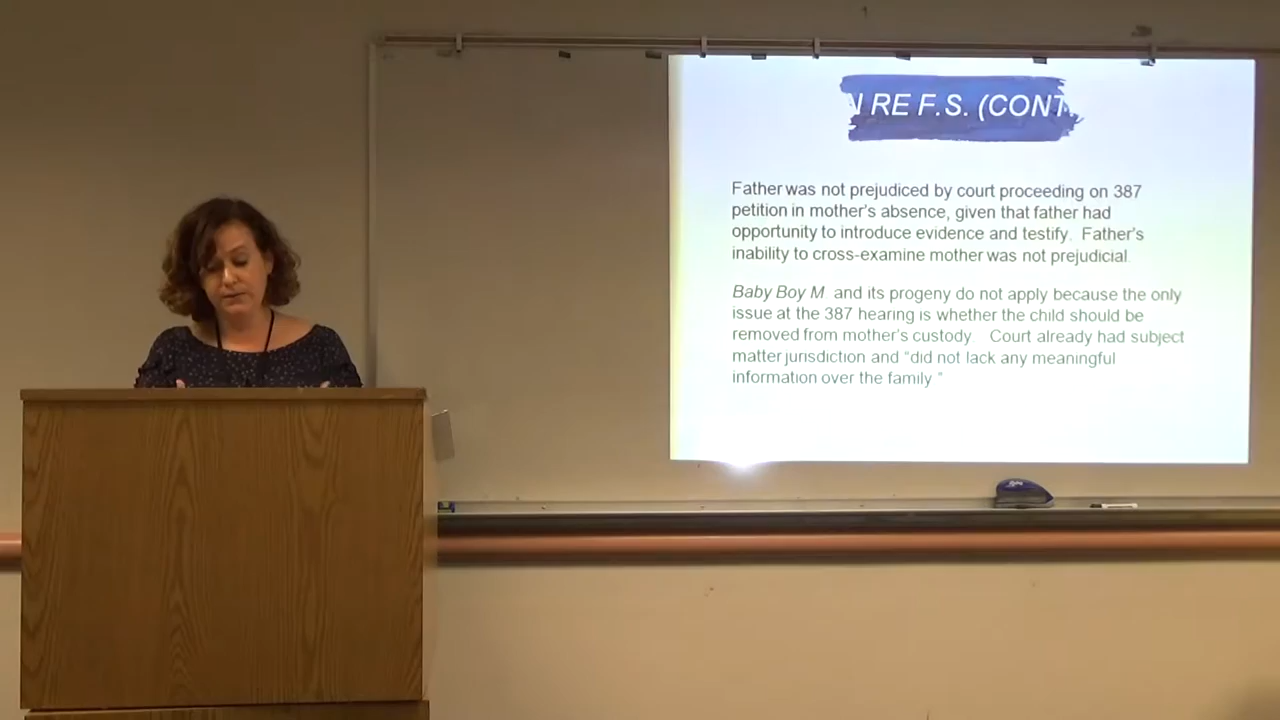 N RE F.S. (CONT.
Father was not prejudiced by court proceeding on 387
petition in mother's absence, given that father had
opportunity to introduce evidence and testify. Father's
inability to cross-examine mother was not prejudicial.
Baby Boy M. and its progeny do not apply because the only
issue at the 387 hearing is whether the child should be
removed from mother's custody. Court already had subject
matter jurisdiction and “did not lack any meaningful
information over the family.”